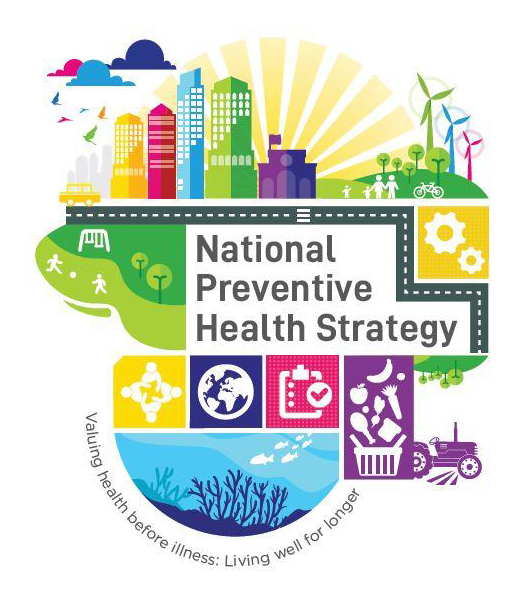 National
Preventive
Health Strategy
Valuing health before illness: Living well for longer